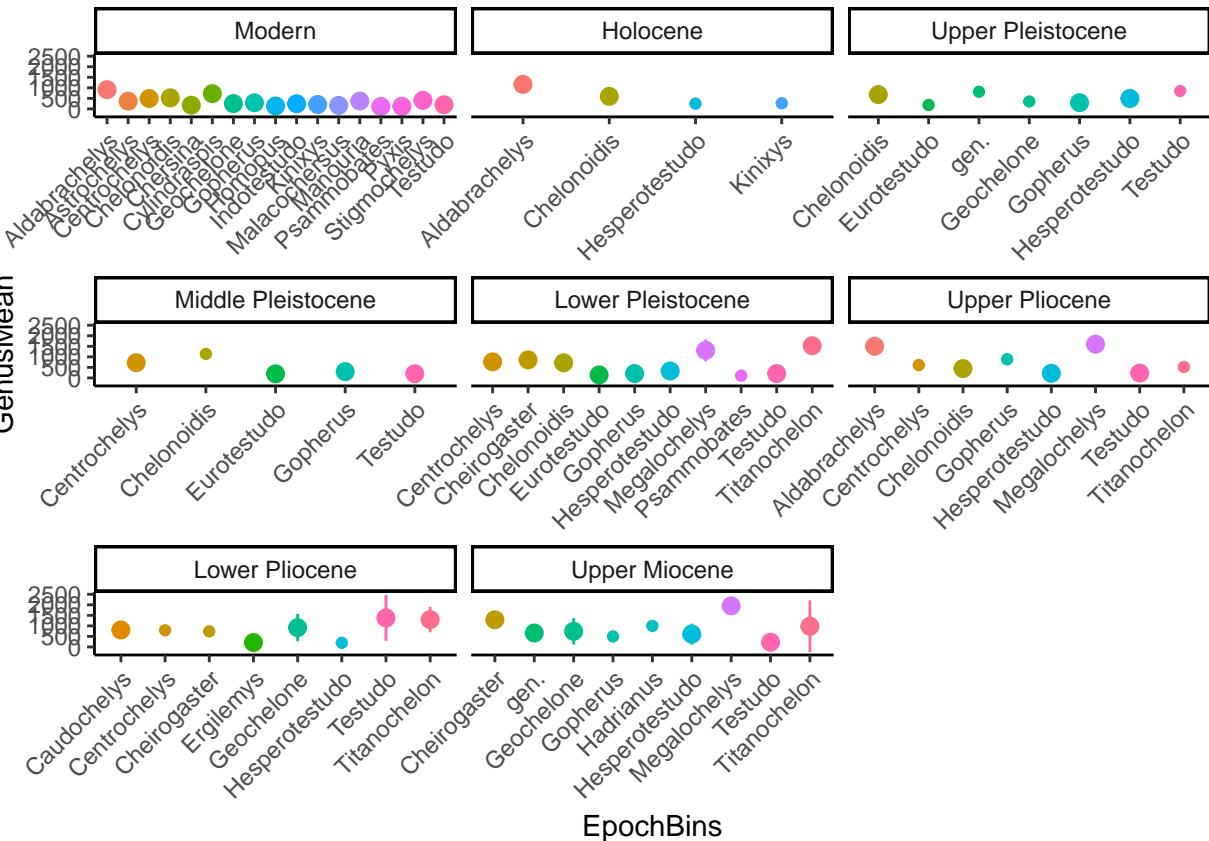 Modern
Holocene
Upper Pleistocene
2500
2000
1500
1000
500
0
Aldabrachelys
Astrochelys
Centrochelys
Chelonoidis
Chersina
Cylindraspis
Geochelone
Gopherus
Homopus
Indotestudo
Kinixys
Malacochersus
Manouria
Psammobates
Pyxis
Stigmochelys
Testudo
Aldabrachelys
Chelonoidis
Hesperotestudo
Kinixys
Chelonoidis
Eurotestudo
gen.
Geochelone
Gopherus
Hesperotestudo
Testudo
GenusMean
Middle Pleistocene
Lower Pleistocene
Upper Pliocene
2500
2000
1500
1000
500
0
Centrochelys
Chelonoidis
Eurotestudo
Gopherus
Testudo
Centrochelys
Cheirogaster
Chelonoidis
Eurotestudo
Gopherus
Hesperotestudo
Megalochelys
Psammobates
Testudo
Titanochelon
Aldabrachelys
Centrochelys
Chelonoidis
Gopherus
Hesperotestudo
Megalochelys
Testudo
Titanochelon
Lower Pliocene
Upper Miocene
2500
2000
1500
1000
500
0
Caudochelys
Centrochelys
Cheirogaster
Ergilemys
Geochelone
Hesperotestudo
Testudo
Titanochelon
Cheirogaster
gen.
Geochelone
Gopherus
Hadrianus
Hesperotestudo
Megalochelys
Testudo
Titanochelon
EpochBins